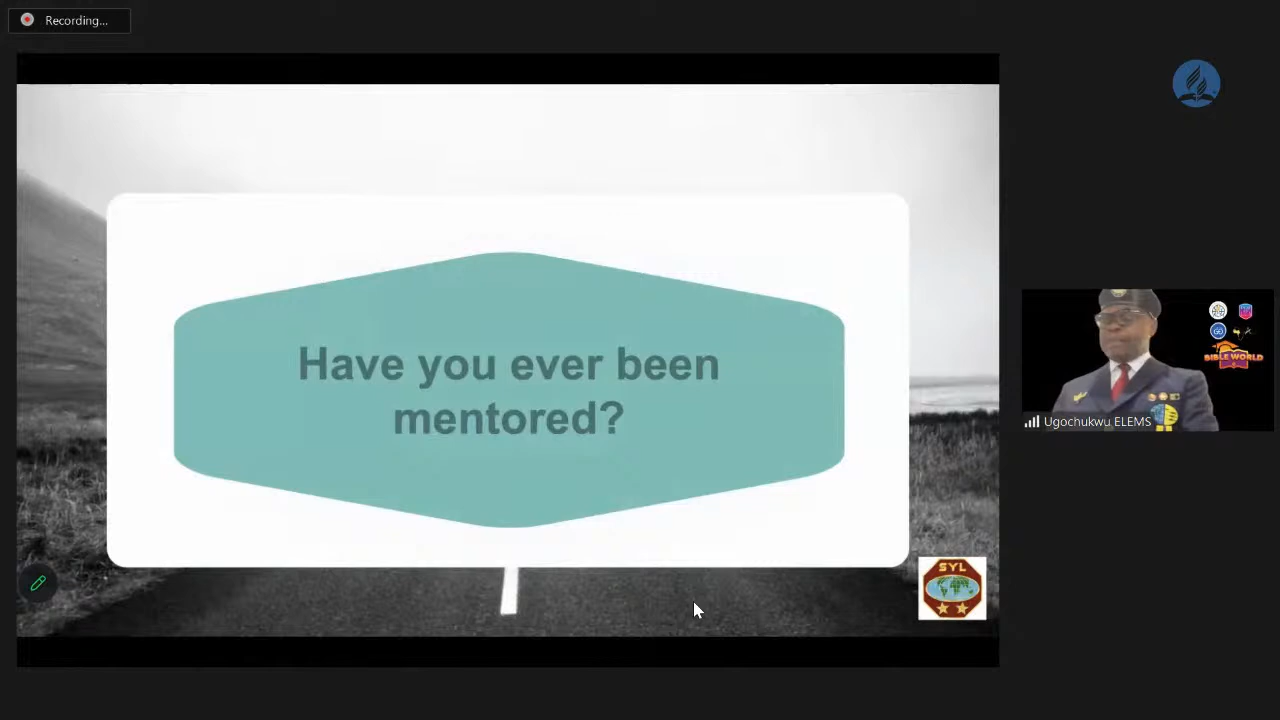 Recording...
Have you ever been
mentored?
BIBLE WORLD
Ugochukwu ELEMS
SYL